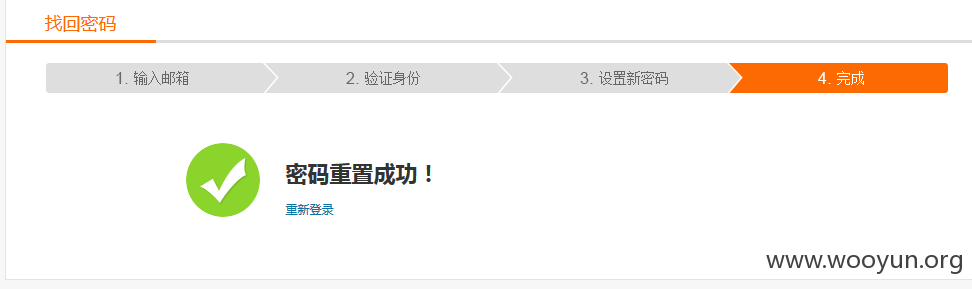 找回密码
1. 输入邮箱
2. 验证身份
3. 设置新密码
4. 完成
密码重置成功！
重新登录
www.wooyun.org